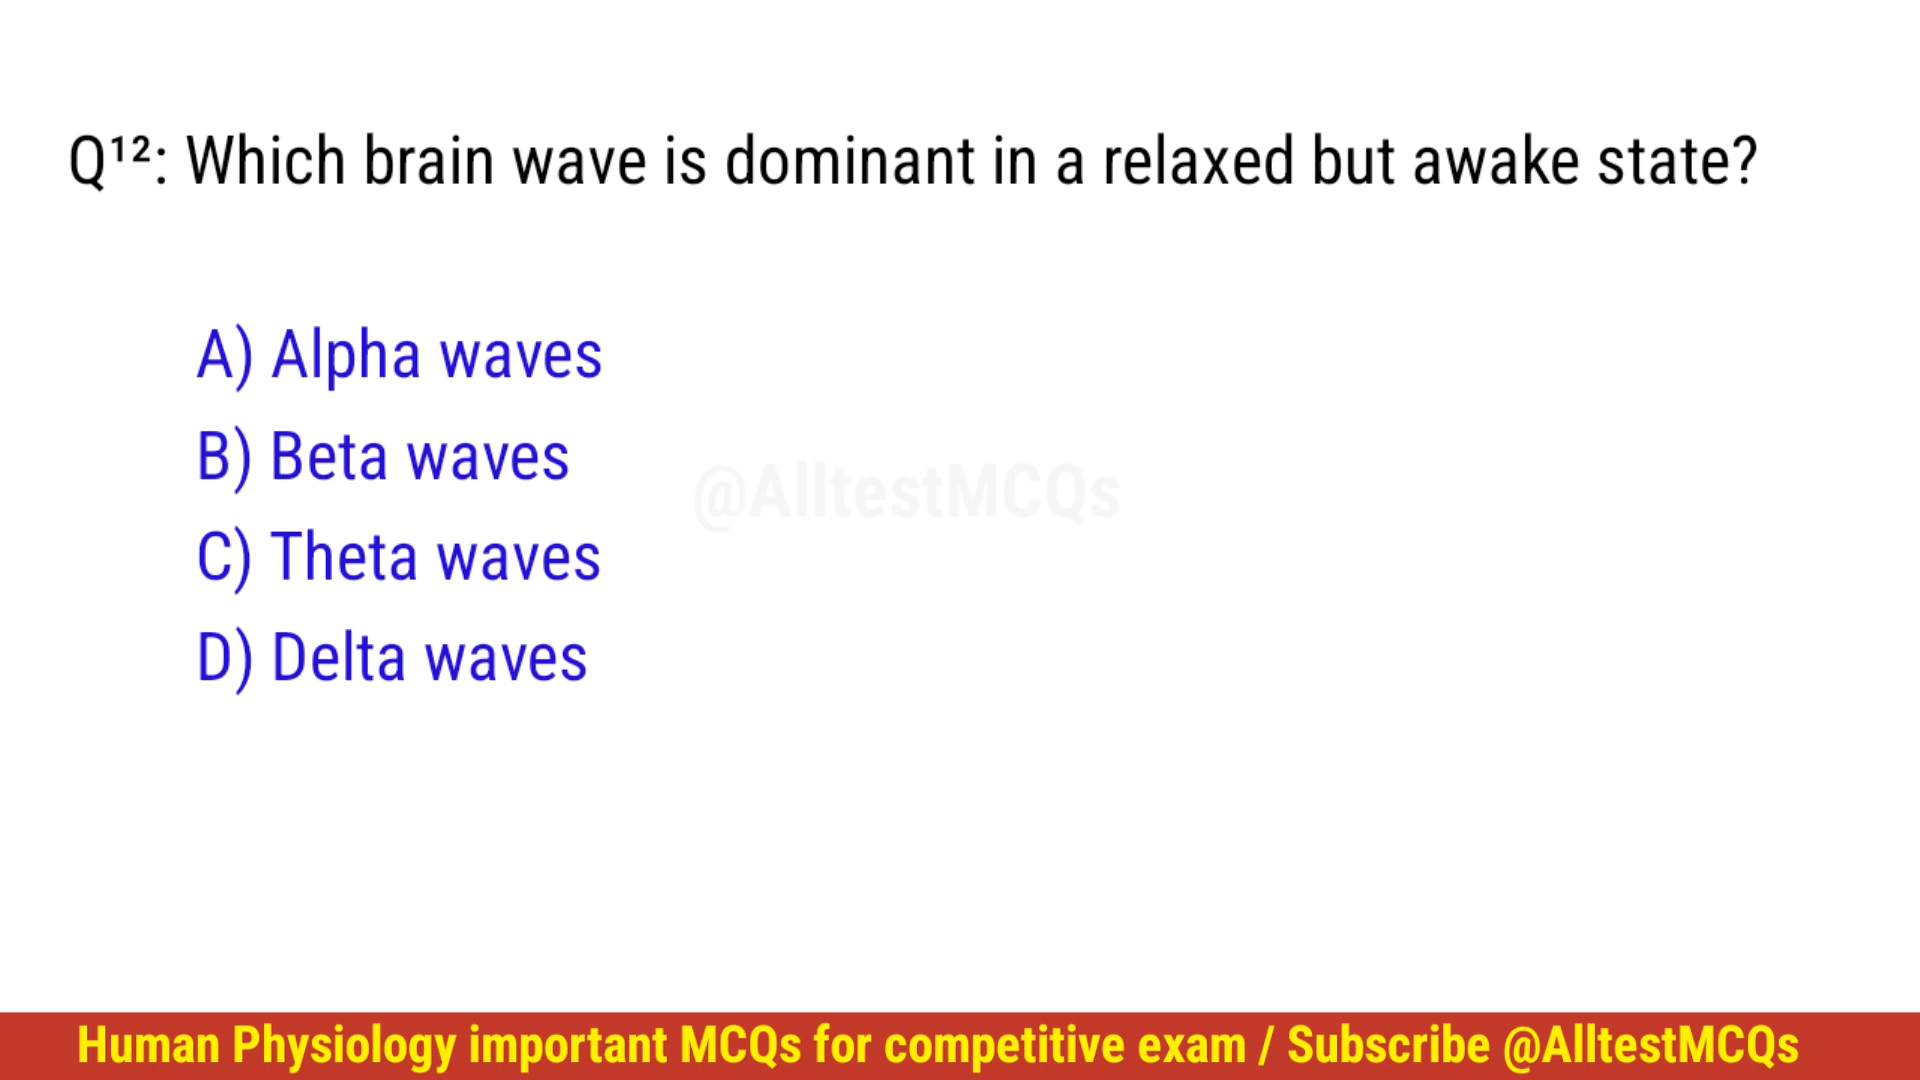 Q¹²: Which brain wave is dominant in a relaxed but awake state?
A) Alpha waves
B) Beta waves
@AlltestMCQs
C) Theta waves
D) Delta waves
Human Physiology important MCQs for competitive exam / Subscribe @AlltestMCQs